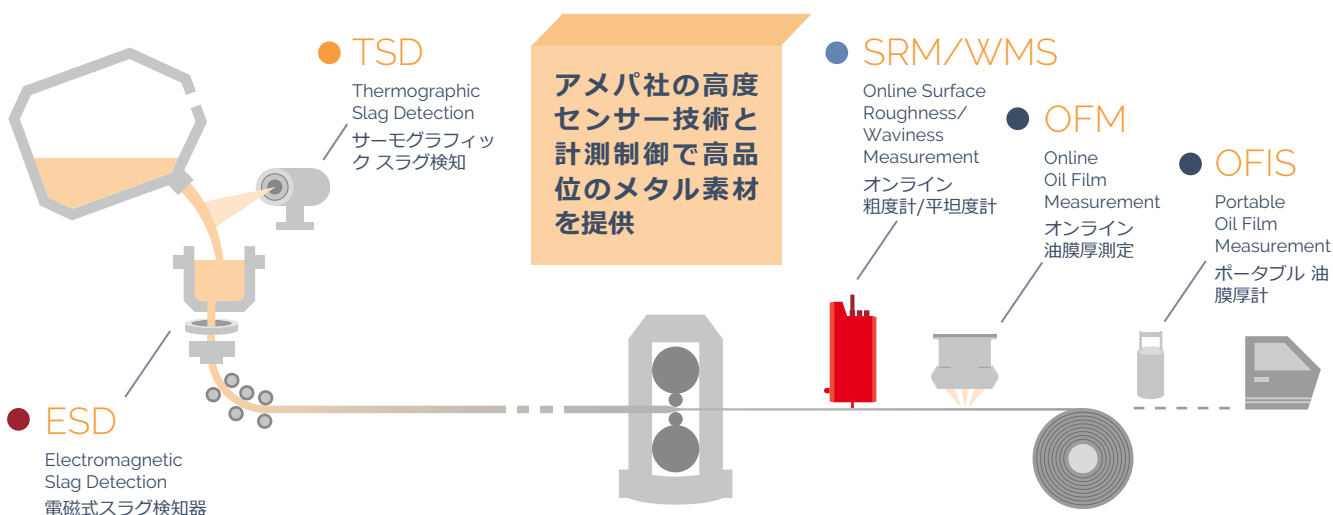 TSD
Thermographic
Slag Detection
サーモグラフィッ
ク スラグ検知
アメパ社の高度
センサー技術と
計測制御で高品
位のメタル素材
を提供
SRM/WMS
Online Surface
Roughness/
Waviness
Measurement
オンライン
粗度計/平坦度計
OFM
Online
Oil Film
Measurement
オンライン
油膜厚測定
OFIS
Portable
Oil Film
Measurement
ポータブル 油
膜厚計
ESD
Electromagnetic
Slag Detection
電磁式スラグ検知器